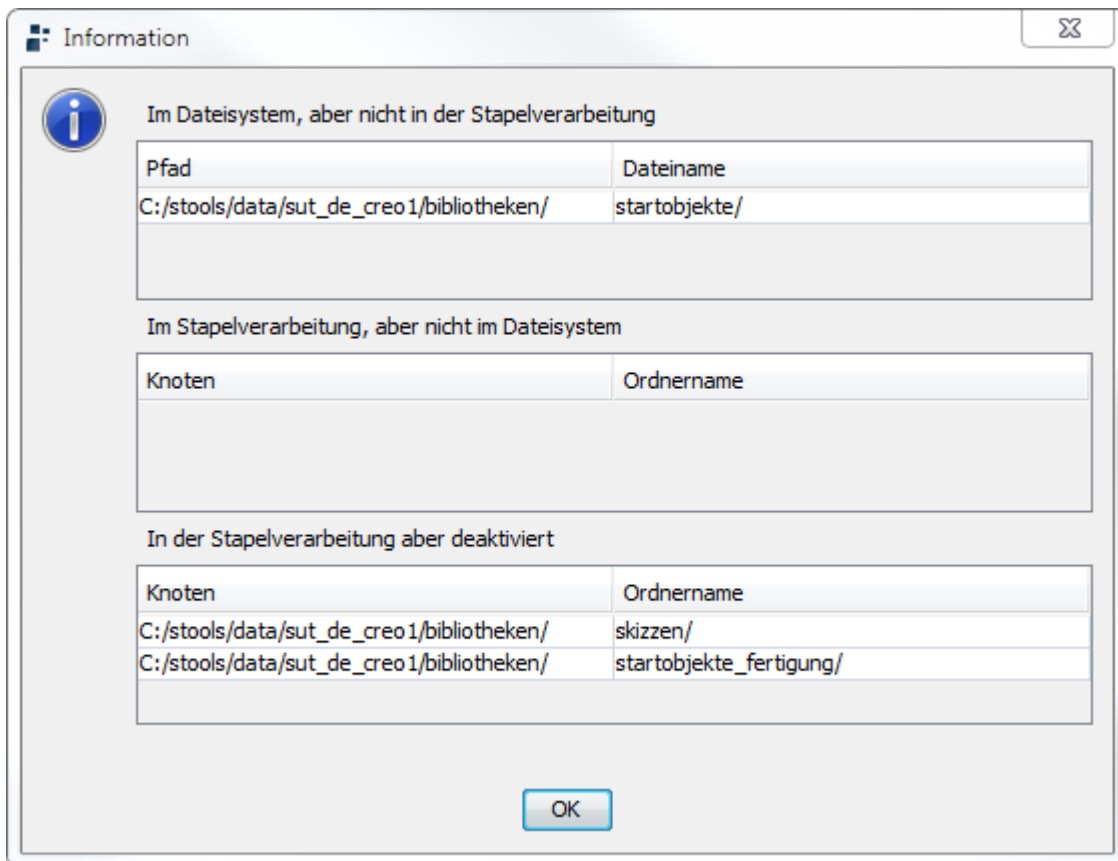 Information
Im Dateisystem, aber nicht in der Stapelverarbeitung
Pfad Dateiname
C:/stools/data/sut_de_creo1/bibliotheken/ startobjekte/
Im Stapelverarbeitung, aber nicht im Dateisystem
Knoten Ordnername
In der Stapelverarbeitung aber deaktiviert
Knoten Ordnername
C:/stools/data/sut_de_creo1/bibliotheken/ skizzen/
C:/stools/data/sut_de_creo1/bibliotheken/ startobjekte_fertigung/
OK